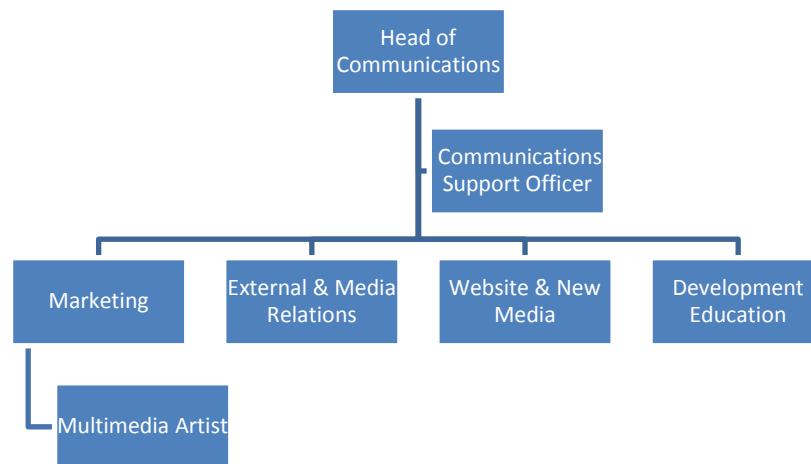 Head of
Communications
Communications
Support Officer
Marketing
External & Media
Relations
Website & New
Media
Development
Education
Multimedia Artist